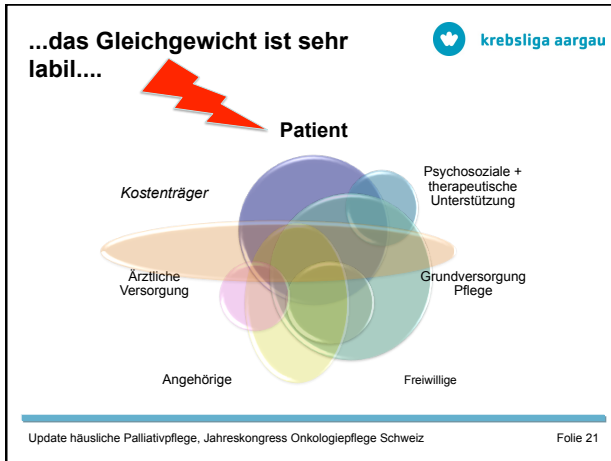 ...das Gleichgewicht ist sehr
labil....
krebsliga aargau
Patient
Kostenträger
Psychosoziale +
therapeutische
Unterstützung
Ärztliche
Versorgung
Grundversorgung
Pflege
Angehörige
Freiwillige
Update häusliche Palliativpflege, Jahreskongress Onkologiepflege Schweiz
Folie 21